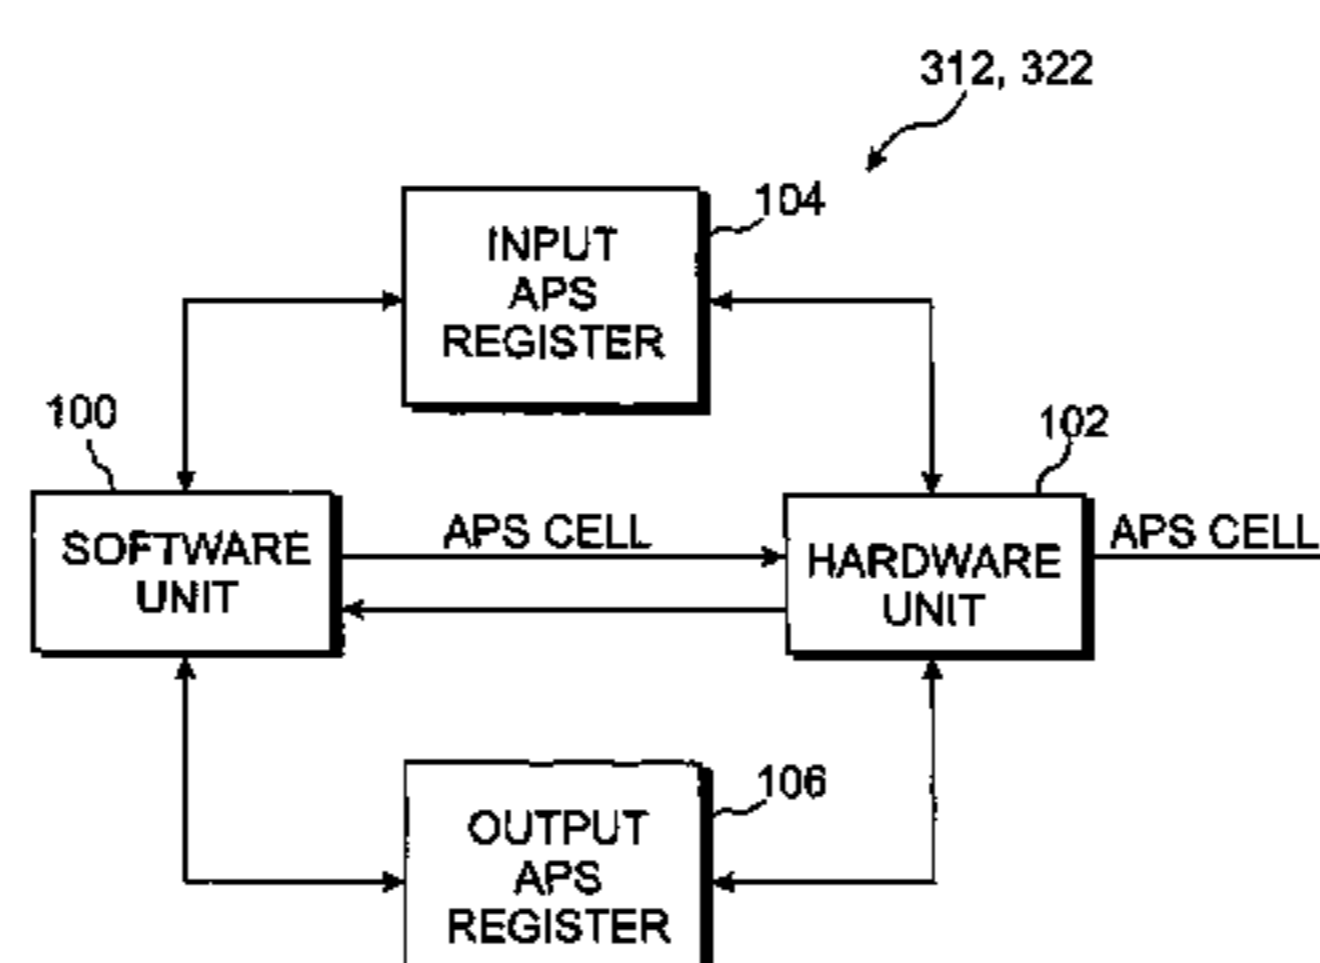 312, 322
104
INPUT
APS
REGISTER
100
102
SOFTWARE
UNIT
APS CELL
HARDWARE
UNIT
APS CELL
106
OUTPUT
APS
REGISTER